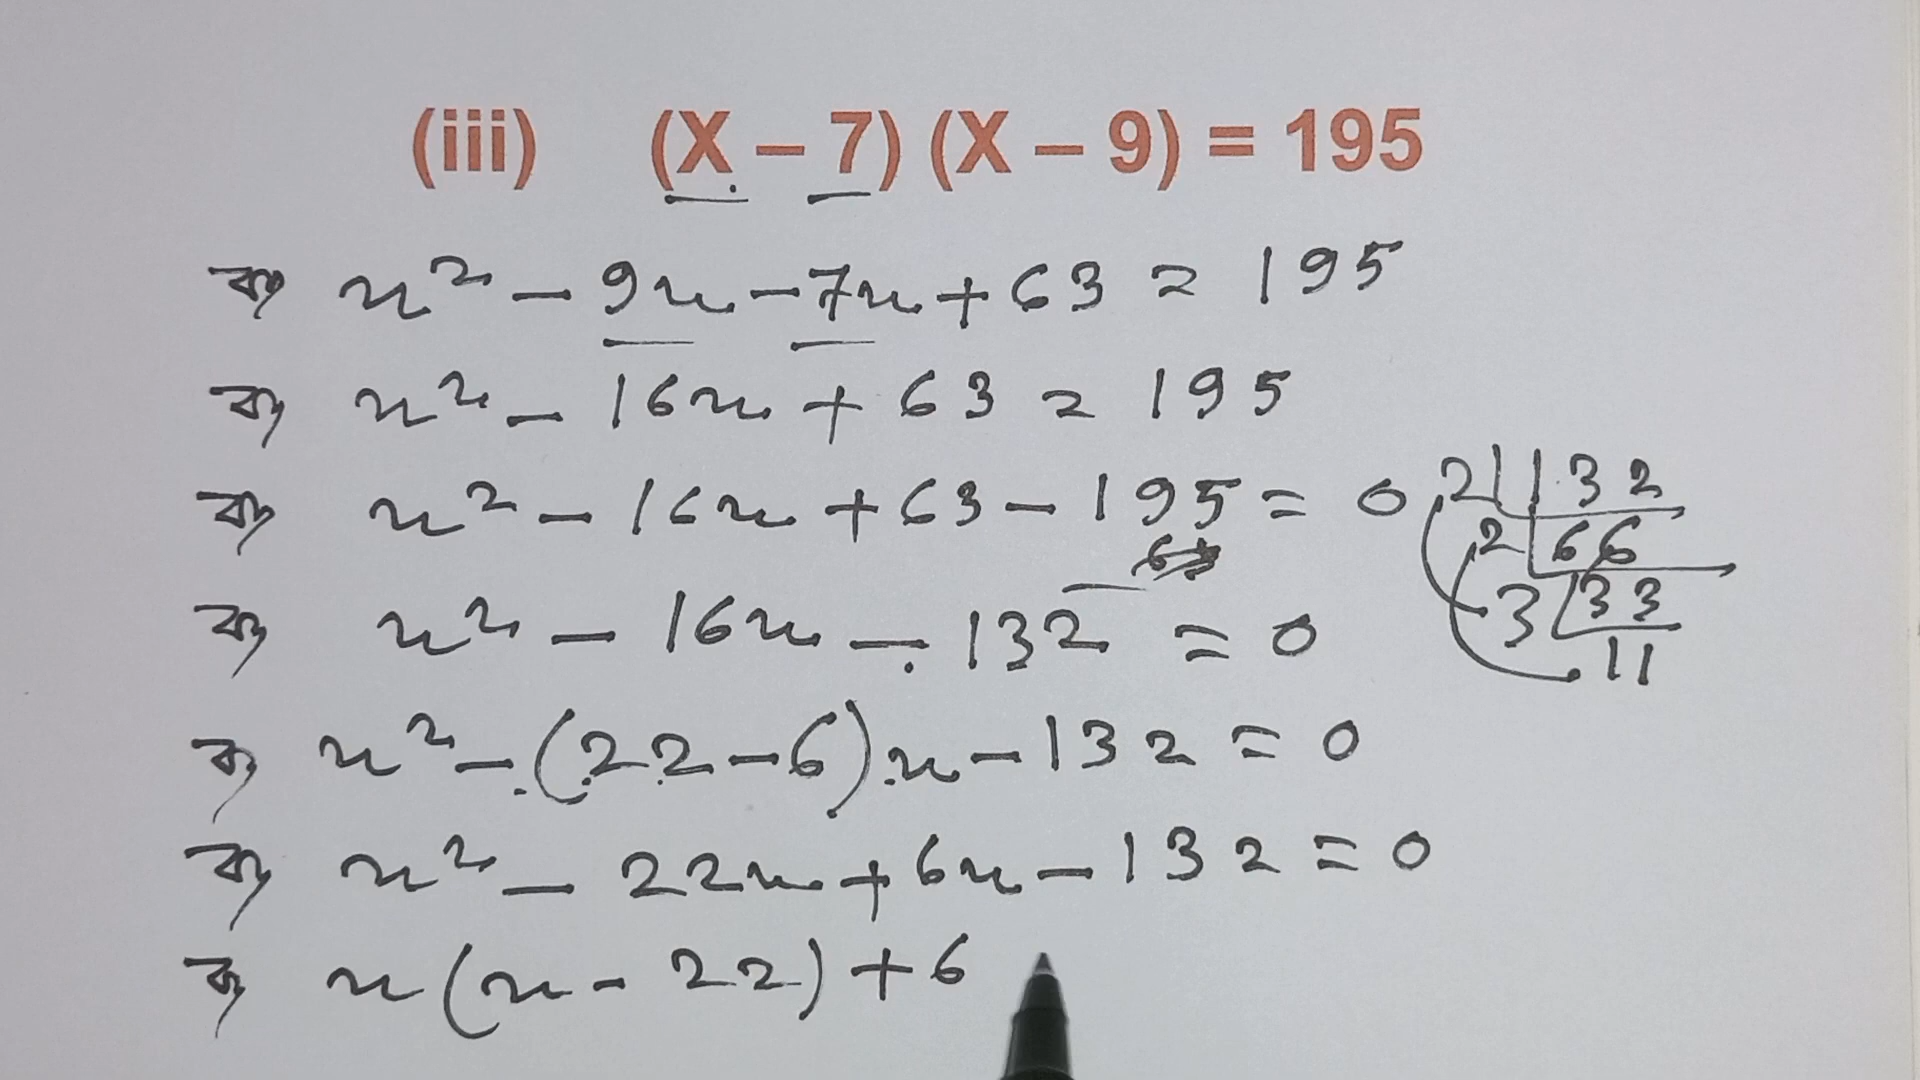 (iii) (X – 7) (X – 9) = 195
বা x² – 9x – 7x + 63 = 195
বা x² – 16x + 63 = 195
বা x² – 16x + 63 – 195 = 0
বা x² – 16x – 132 = 0
বা x² – (22 – 6)x – 132 = 0
বা x² – 22x + 6x – 132 = 0
বা x(x – 22) + 6
2 | 132
2 | 66
3 | 33
11